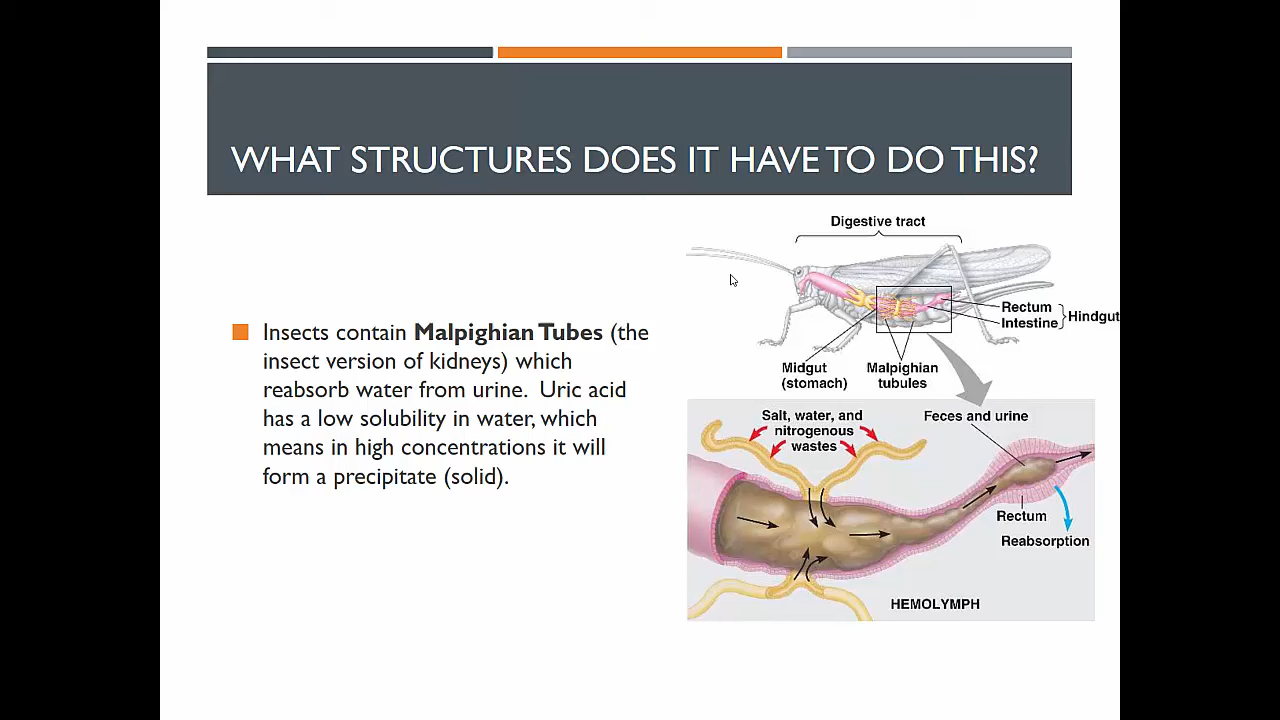 WHAT STRUCTURES DOES IT HAVE TO DO THIS?
Insects contain Malpighian Tubes (the
insect version of kidneys) which
reabsorb water from urine. Uric acid
has a low solubility in water, which
means in high concentrations it will
form a precipitate (solid).
Digestive tract
Rectum
Intestine
Hindgut
Midgut
(stomach)
Malpighian
tubules
Salt, water, and
nitrogenous
wastes
Feces and urine
Rectum
Reabsorption
HEMOLYMPH